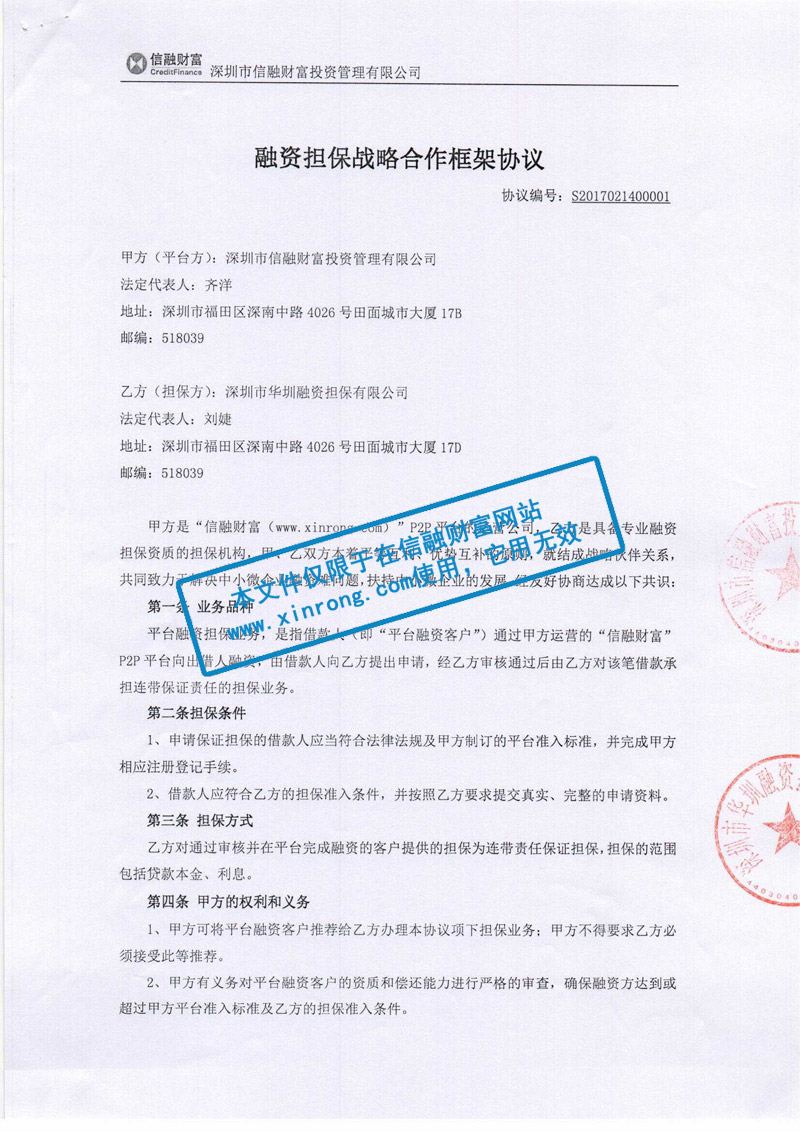 信融财富
CreditFinance
深圳市信融财富投资管理有限公司
融资担保战略合作框架协议
协议编号：S2017021400001
甲方（平台方）：深圳市信融财富投资管理有限公司
法定代表人：齐洋
地址：深圳市福田区深南中路 4026 号田面城市大厦 17B
邮编：518039
乙方（担保方）：深圳市华圳融资担保有限公司
法定代表人：刘婕
地址：深圳市福田区深南中路 4026 号田面城市大厦 17D
邮编：518039
甲方是“信融财富（www.xinrong.com）”P2P 平台的运营公司，乙方是具备专业融资
担保资质的担保机构，甲、乙双方本着平等互利、优势互补的原则，就结成战略伙伴关系，
共同致力于解决中小微企业融资难问题，扶持中小微企业的发展，经友好协商达成以下共识：
本文件仅限于在信融财富网站
www.xinrong.com使用，它用无效
第一条 业务品种
平台融资担保业务，是指借款人（即“平台融资客户”）通过甲方运营的“信融财富”
P2P 平台向出借人融资，由借款人向乙方提出申请，经乙方审核通过后由乙方对该笔借款承
担连带保证责任的担保业务。
第二条担保条件
1、申请保证担保的借款人应当符合法律法规及甲方制订的平台准入标准，并完成甲方
相应注册登记手续。
2、借款人应符合乙方的担保准入条件，并按照乙方要求提交真实、完整的申请资料。
第三条 担保方式
乙方对通过审核并在平台完成融资的客户提供的担保为连带责任保证担保，担保的范围
包括贷款本金、利息。
第四条 甲方的权利和义务
1、甲方可将平台融资客户推荐给乙方办理本协议项下担保业务；甲方不得要求乙方必
须接受此等推荐。
2、甲方有义务对平台融资客户的资质和偿还能力进行严格的审查，确保融资方达到或
超过甲方平台准入标准及乙方的担保准入条件。
深圳市信融财富投
深圳市华圳融资